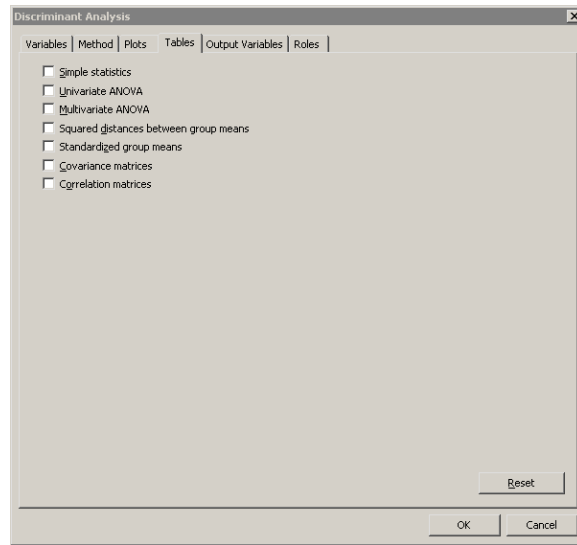 Discriminant Analysis
Variables Method Plots Tables Output Variables Roles
Simple statistics
Univariate ANOVA
Multivariate ANOVA
Squared distances between group means
Standardized group means
Covariance matrices
Correlation matrices
Reset
OK Cancel